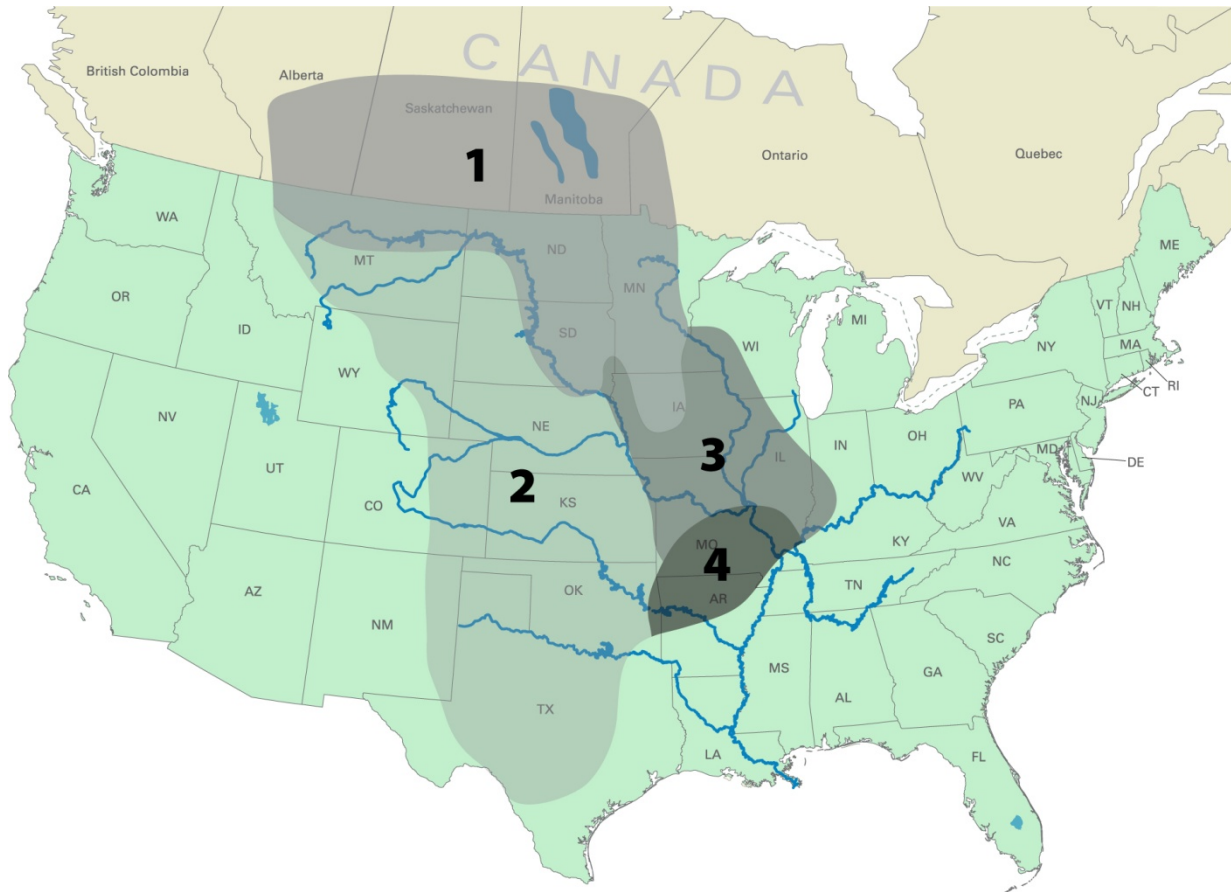 CANADA
British Colombia
Alberta
Saskatchewan
Manitoba
Ontario
Quebec
1
WA
MT
ND
MN
ME
OR
ID
SD
WI
MI
VT
NH
NY
MA
WY
IA
CT
RI
NV
NE
3
IL
IN
OH
PA
NJ
MD
DE
CA
UT
CO
2
KS
WV
VA
MO
4
KY
AZ
NM
OK
AR
TN
NC
SC
TX
MS
AL
GA
LA
FL